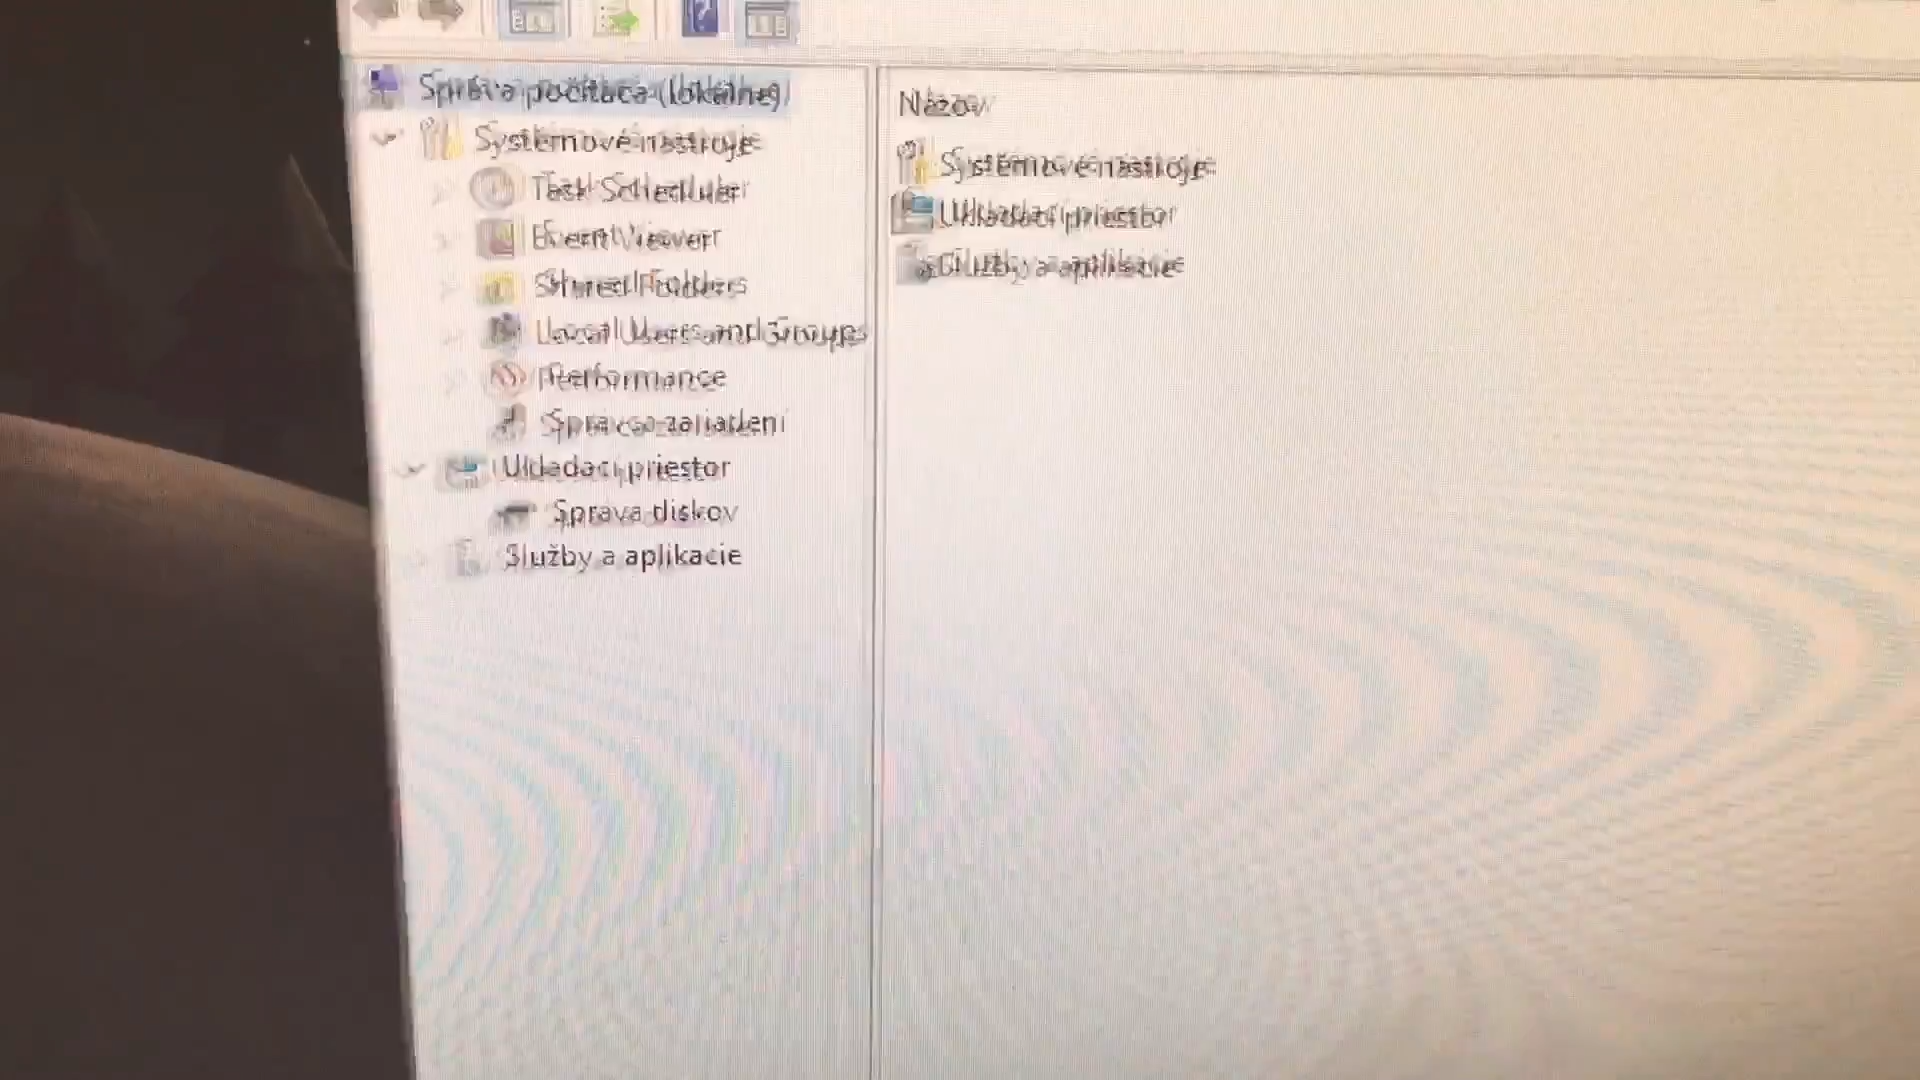 Správa počítača (lokálne)
Systémové nástroje
Task Scheduler
Event Viewer
Shared Folders
Local Users and Groups
Performance
Správca zariadení
Ukladací priestor
Správa diskov
Služby a aplikácie
Názov
Systémové nástroje
Ukladací priestor
Služby a aplikácie